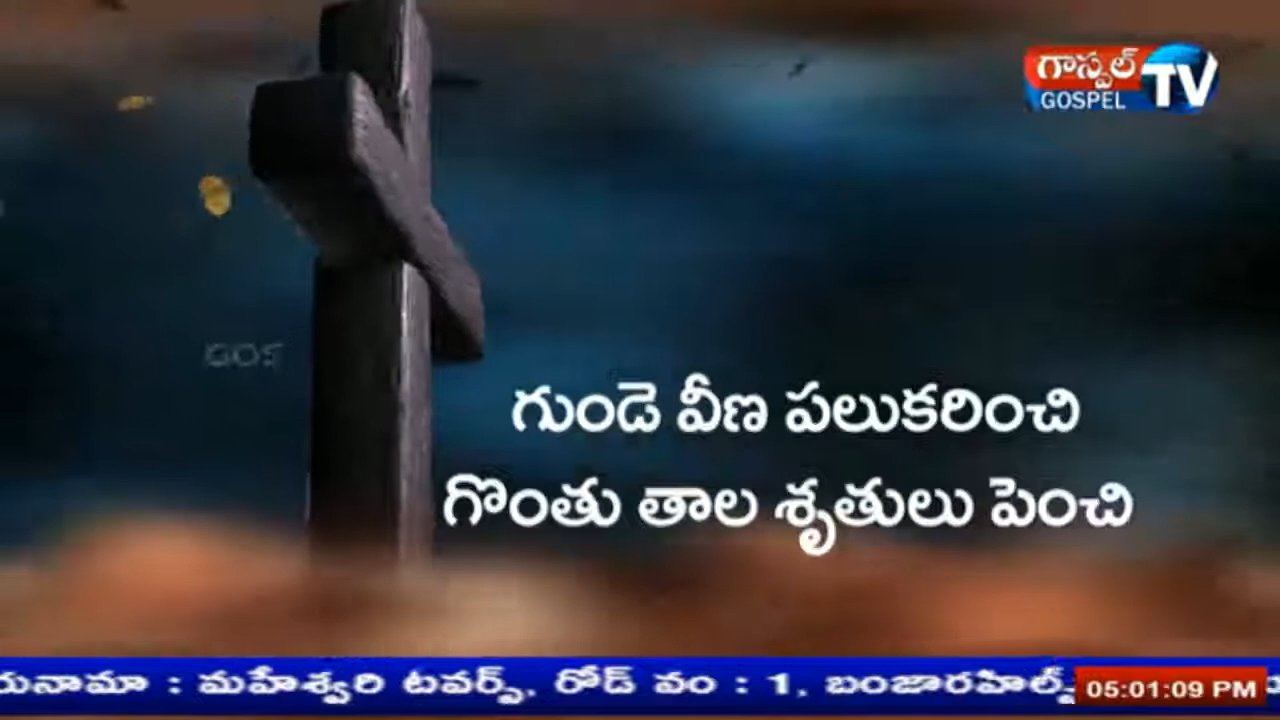 గాస్పల్
GOSPEL TV
గుండె వీణ పలుకరించి
గొంతు తాల శృతులు పెంచి
: మహేశ్వరి టవర్స్, రోడ్ నం : 1, బంజారహిల్స్
05:01:09 PM